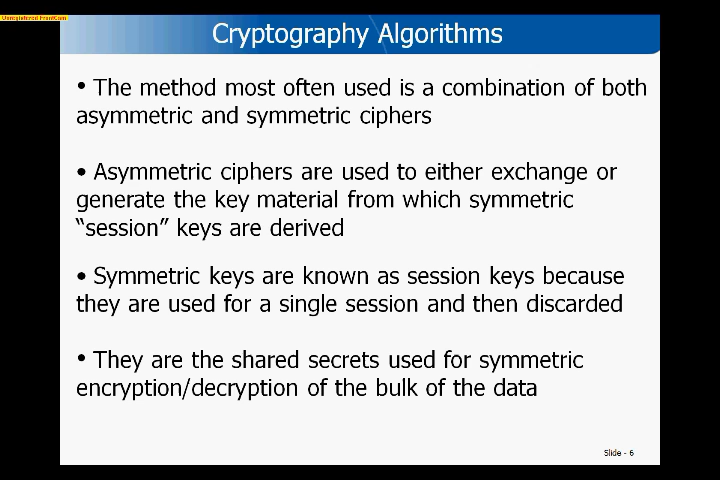 Unregistered FrontCam
Cryptography Algorithms
• The method most often used is a combination of both
asymmetric and symmetric ciphers
• Asymmetric ciphers are used to either exchange or
generate the key material from which symmetric
“session” keys are derived
• Symmetric keys are known as session keys because
they are used for a single session and then discarded
• They are the shared secrets used for symmetric
encryption/decryption of the bulk of the data
Slide - 6